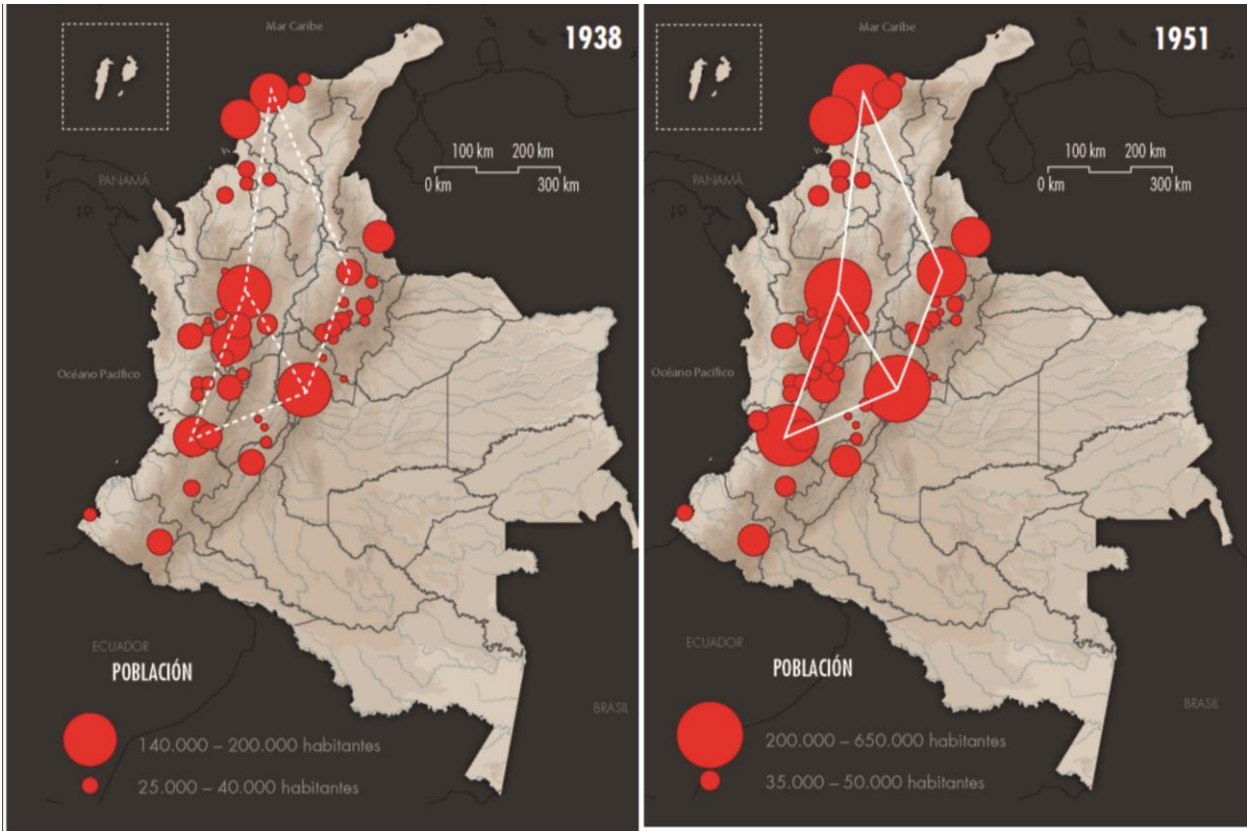 Mar Caribe
1938
100 km 200 km
0 km 300 km
PANAMÁ
Océano Pacífico
ECUADOR
POBLACIÓN
BRASIL
140.000 – 200.000 habitantes
25.000 – 40.000 habitantes
Mar Caribe
1951
100 km 200 km
0 km 300 km
PANAMÁ
Océano Pacífico
ECUADOR
POBLACIÓN
BRASIL
200.000 – 650.000 habitantes
35.000 – 50.000 habitantes